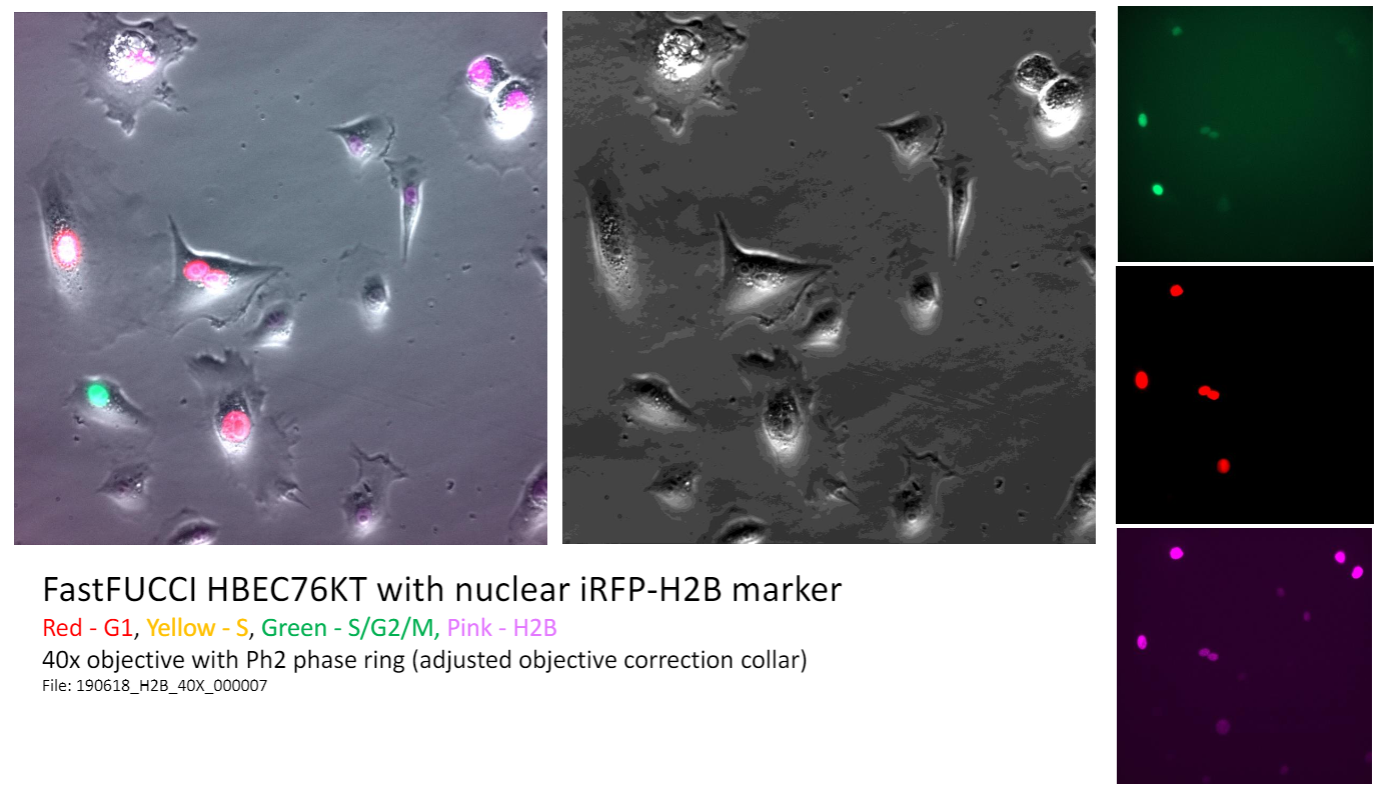 FastFUCCI HBEC76KT with nuclear iRFP-H2B marker
Red - G1, Yellow - S, Green - S/G2/M, Pink - H2B
40x objective with Ph2 phase ring (adjusted objective correction collar)
File: 190618_H2B_40X_000007